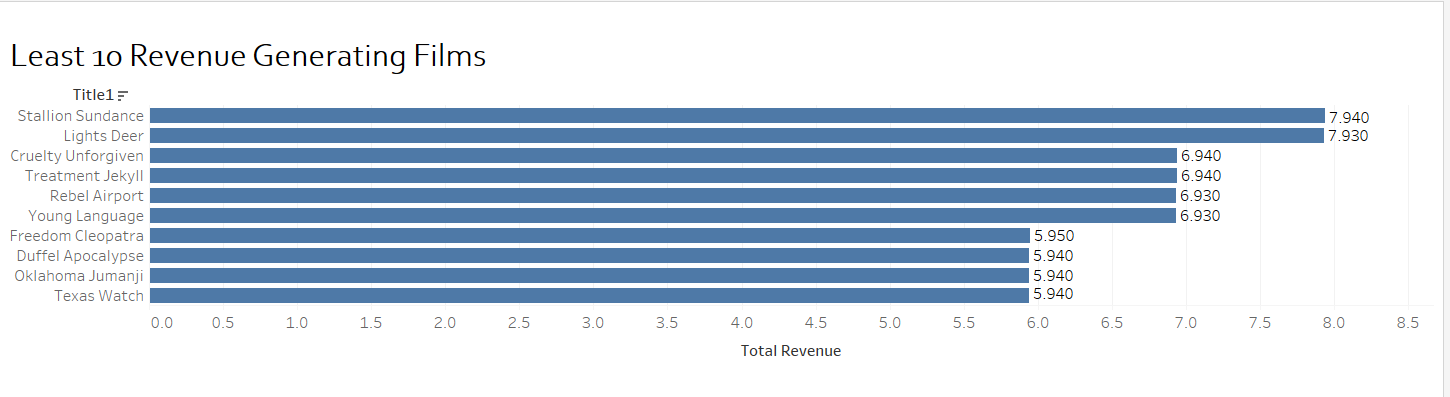 Least 10 Revenue Generating Films
Title1
Stallion Sundance 7.940
Lights Deer 7.930
Cruelty Unforgiven 6.940
Treatment Jekyll 6.940
Rebel Airport 6.930
Young Language 6.930
Freedom Cleopatra 5.950
Duffel Apocalypse 5.940
Oklahoma Jumanji 5.940
Texas Watch 5.940
0.0 0.5 1.0 1.5 2.0 2.5 3.0 3.5 4.0 4.5 5.0 5.5 6.0 6.5 7.0 7.5 8.0 8.5
Total Revenue